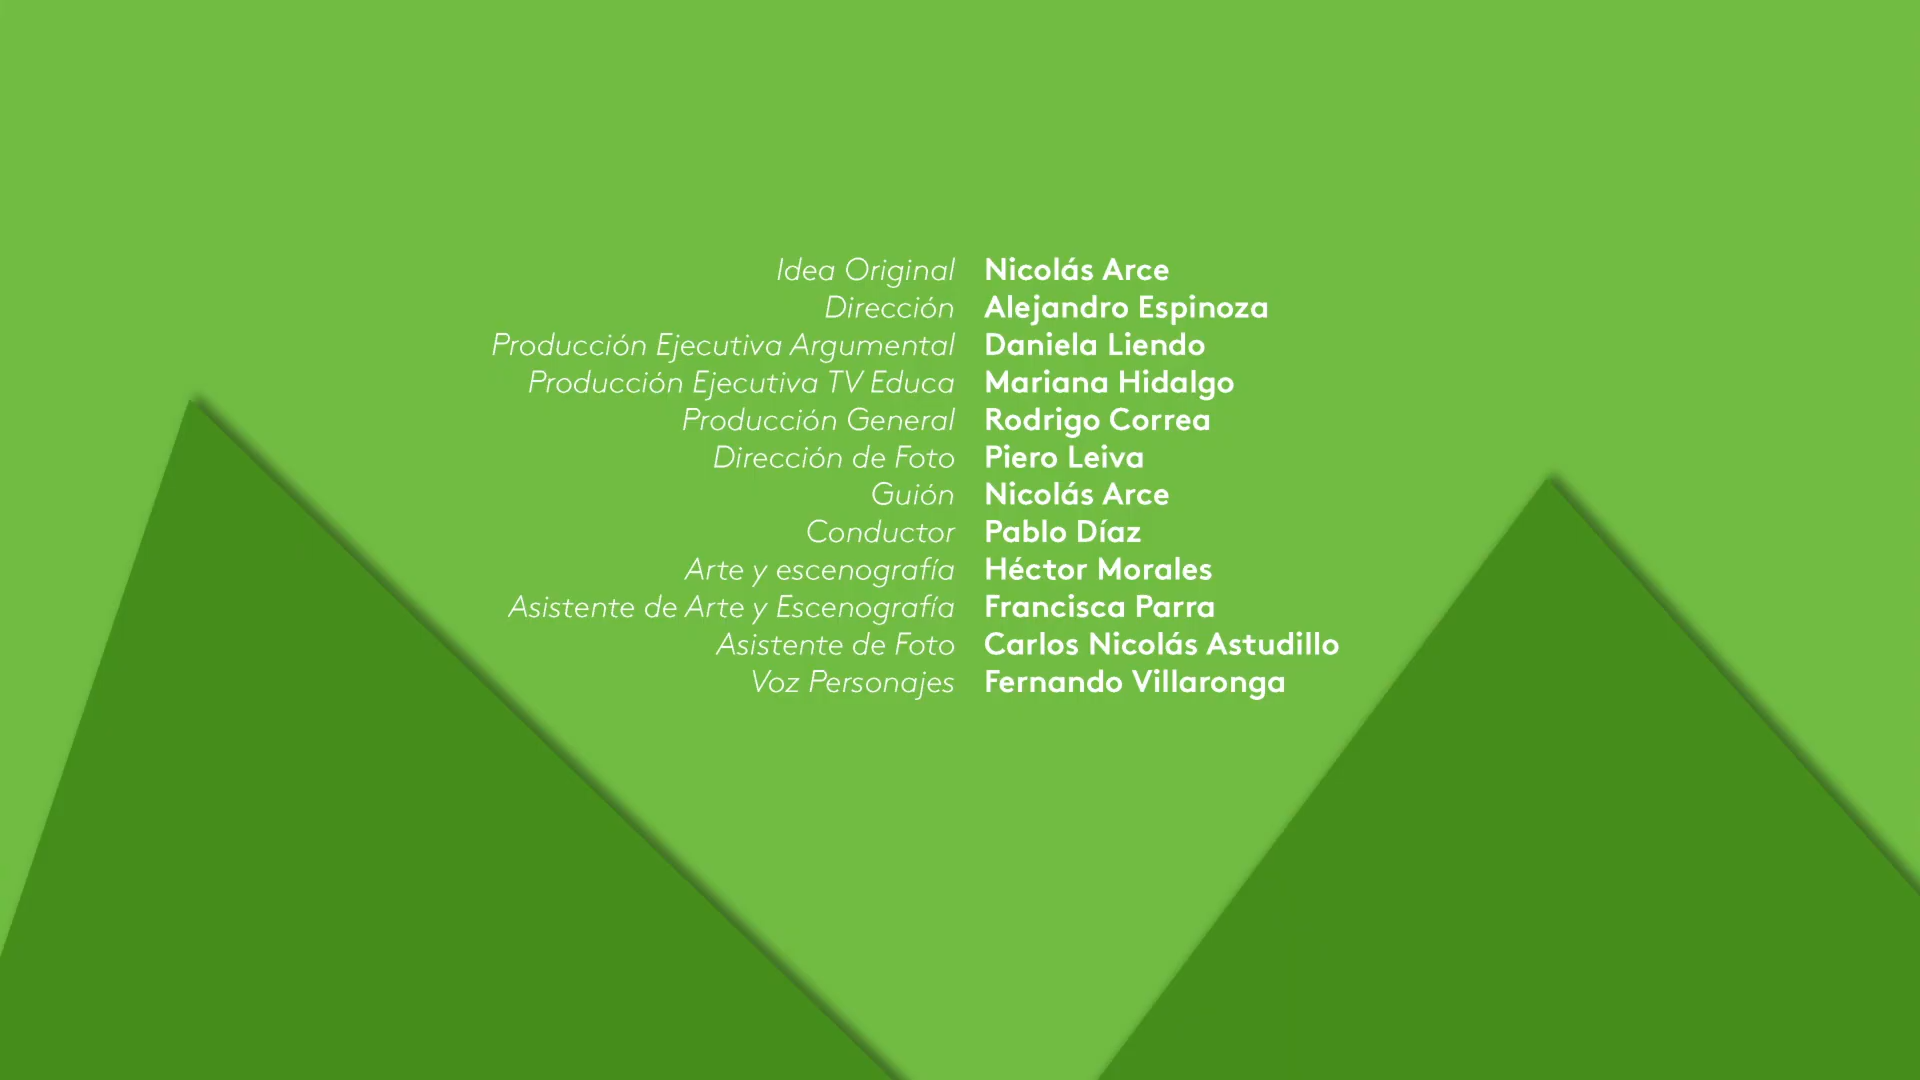 Idea Original Nicolás Arce
Dirección Alejandro Espinoza
Producción Ejecutiva Argumental Daniela Liendo
Producción Ejecutiva TV Educa Mariana Hidalgo
Producción General Rodrigo Correa
Dirección de Foto Piero Leiva
Guión Nicolás Arce
Conductor Pablo Díaz
Arte y escenografía Héctor Morales
Asistente de Arte y Escenografía Francisca Parra
Asistente de Foto Carlos Nicolás Astudillo
Voz Personajes Fernando Villaronga